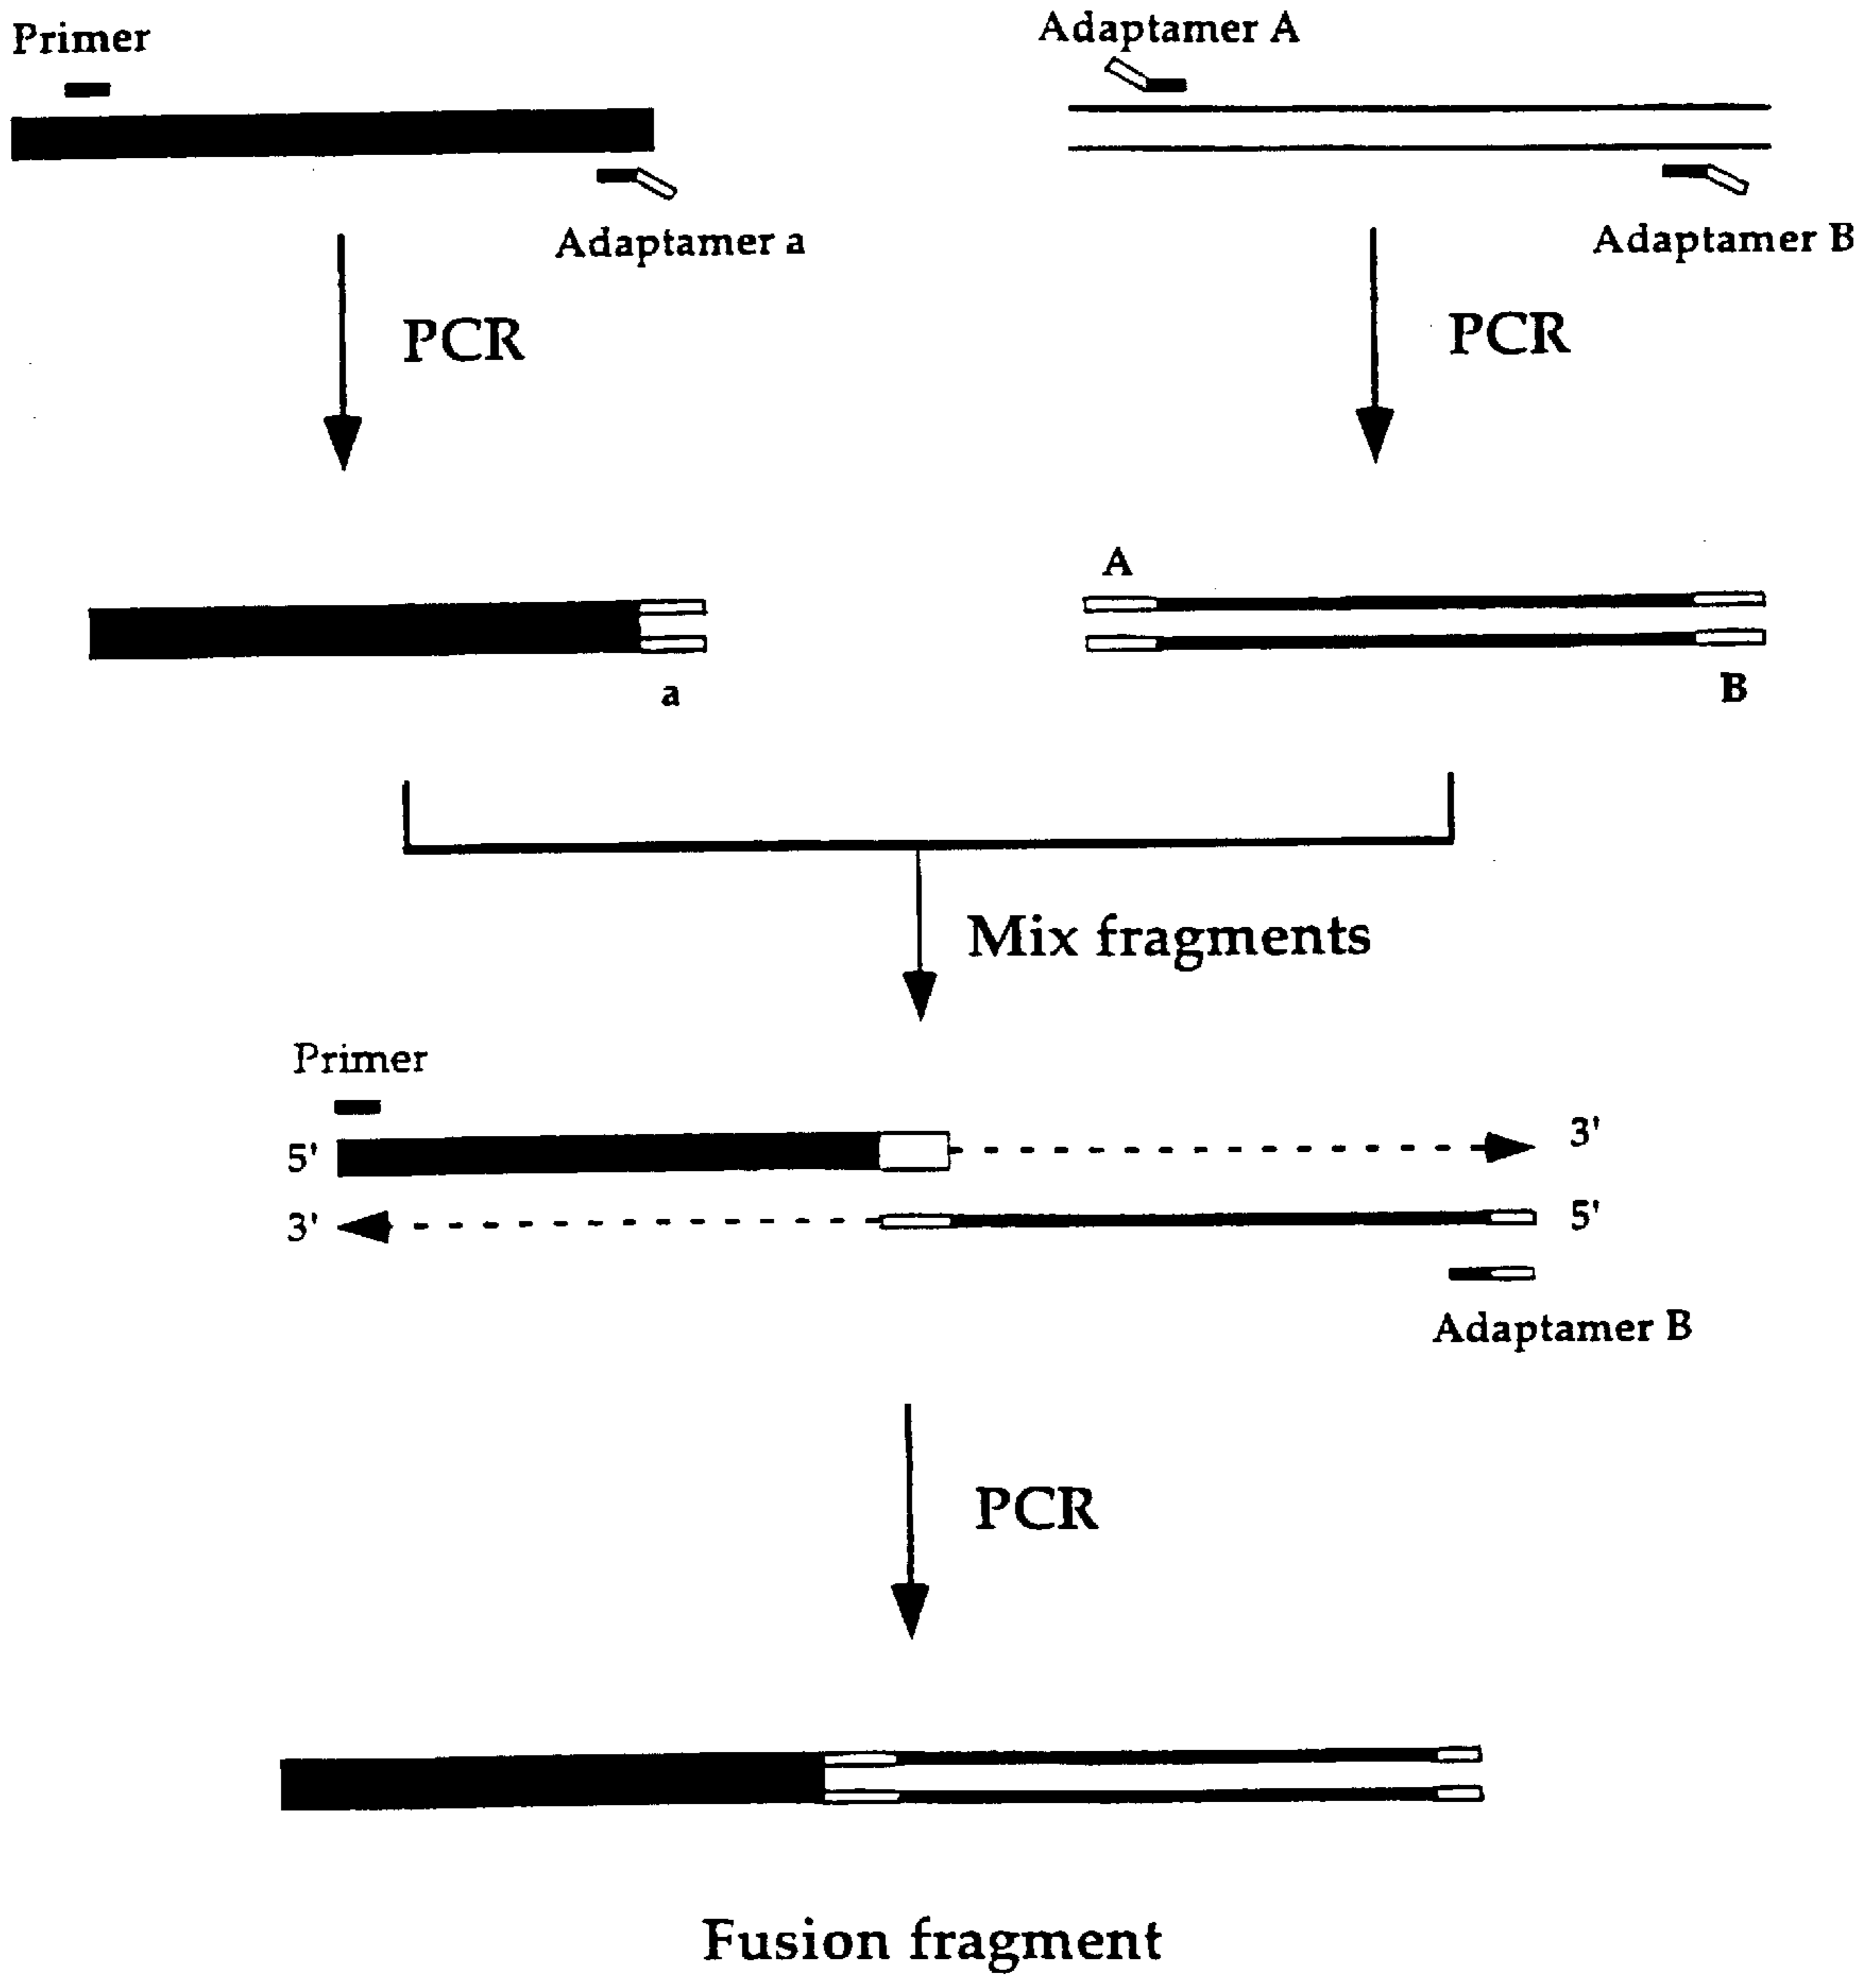 Primer
Adaptamer A
Adaptamer a
Adaptamer B
PCR
PCR
A
a
B
Mix fragments
Primer
5'
3'
3'
5'
Adaptamer B
PCR
Fusion fragment